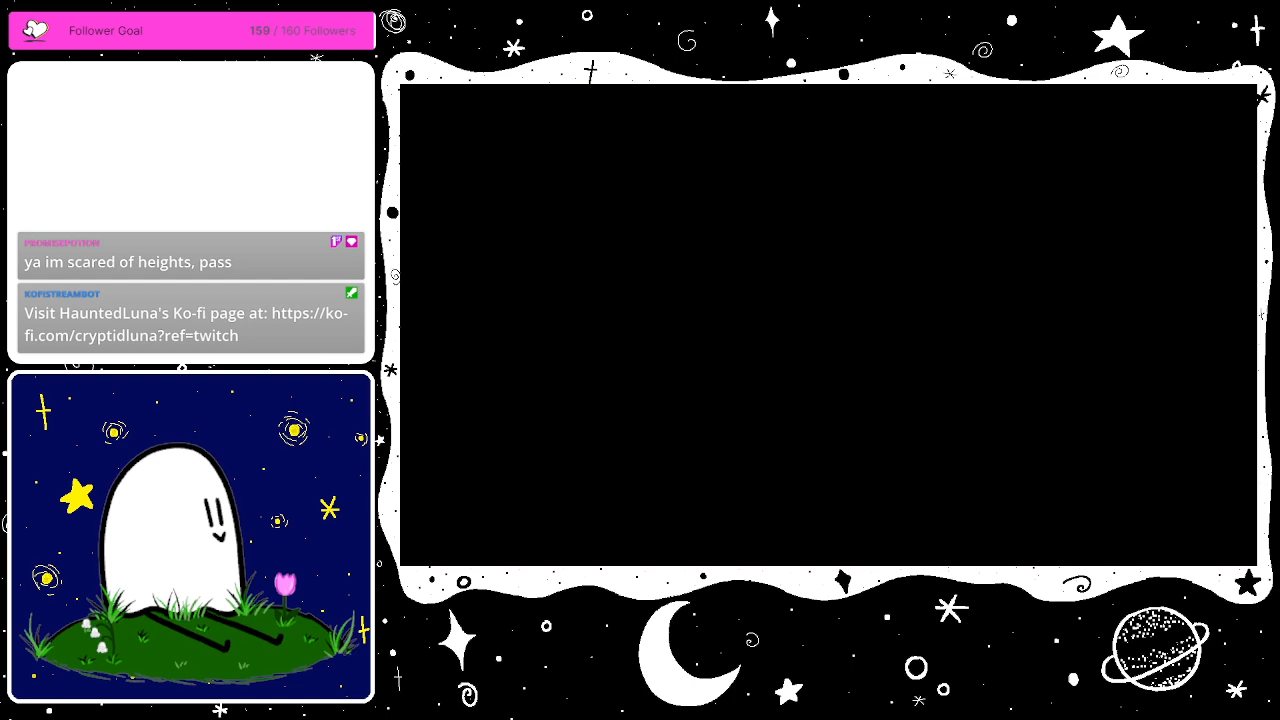 Follower Goal
159 / 160 Followers
PROMISEPOTION
ya im scared of heights, pass
KOFISTREAMBOT
Visit HauntedLuna's Ko-fi page at: https://ko-
fi.com/cryptidluna?ref=twitch